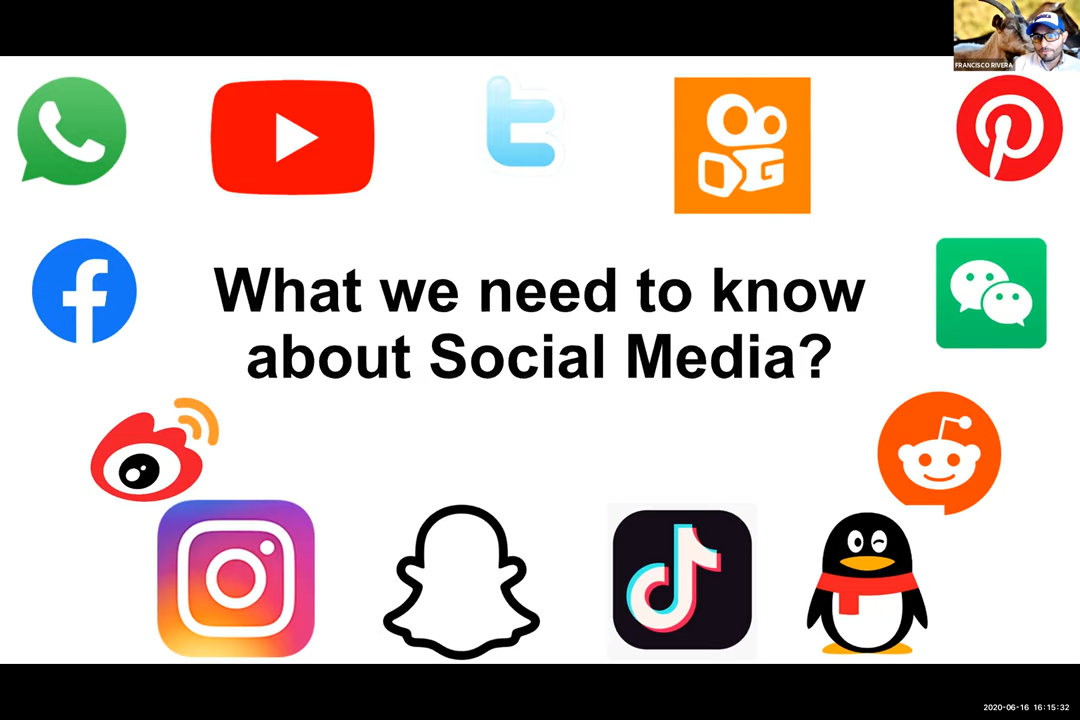 FRANCISCO RIVERA
What we need to know
about Social Media?
2020-06-16 16:15:32